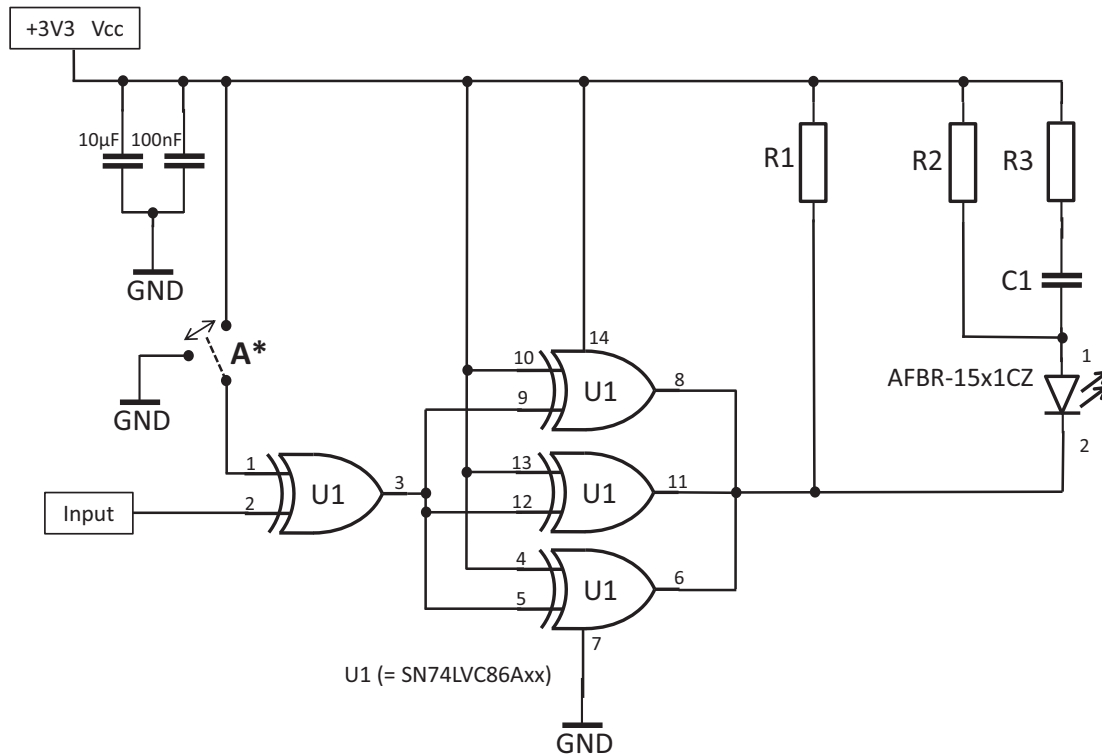 +3V3 Vcc
10µF 100nF
R1
R2
R3
GND
C1
A*
14
1
10
8
AFBR-15x1CZ
U1
9
GND
2
1
13
3
U1
U1
11
Input
2
12
4
6
U1
5
7
U1 (= SN74LVC86Axx)
GND